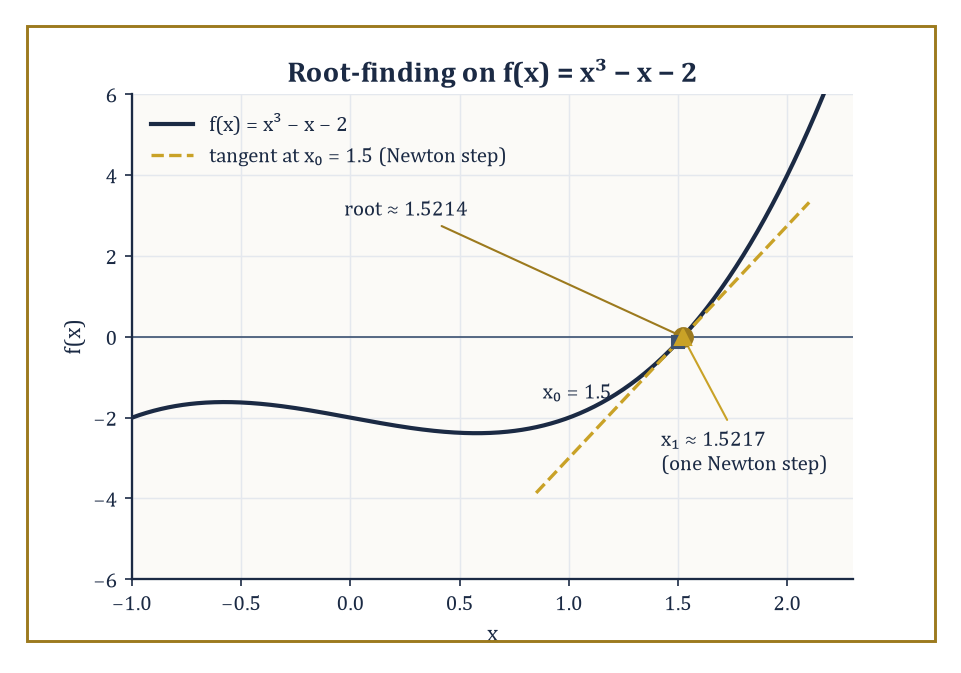 Root-finding on f(x) = x³ − x − 2
f(x) = x³ − x − 2
tangent at x₀ = 1.5 (Newton step)
root ≈ 1.5214
x₀ = 1.5
x₁ ≈ 1.5217
(one Newton step)
f(x)
6
4
2
0
−2
−4
−6
−1.0 −0.5 0.0 0.5 1.0 1.5 2.0
x